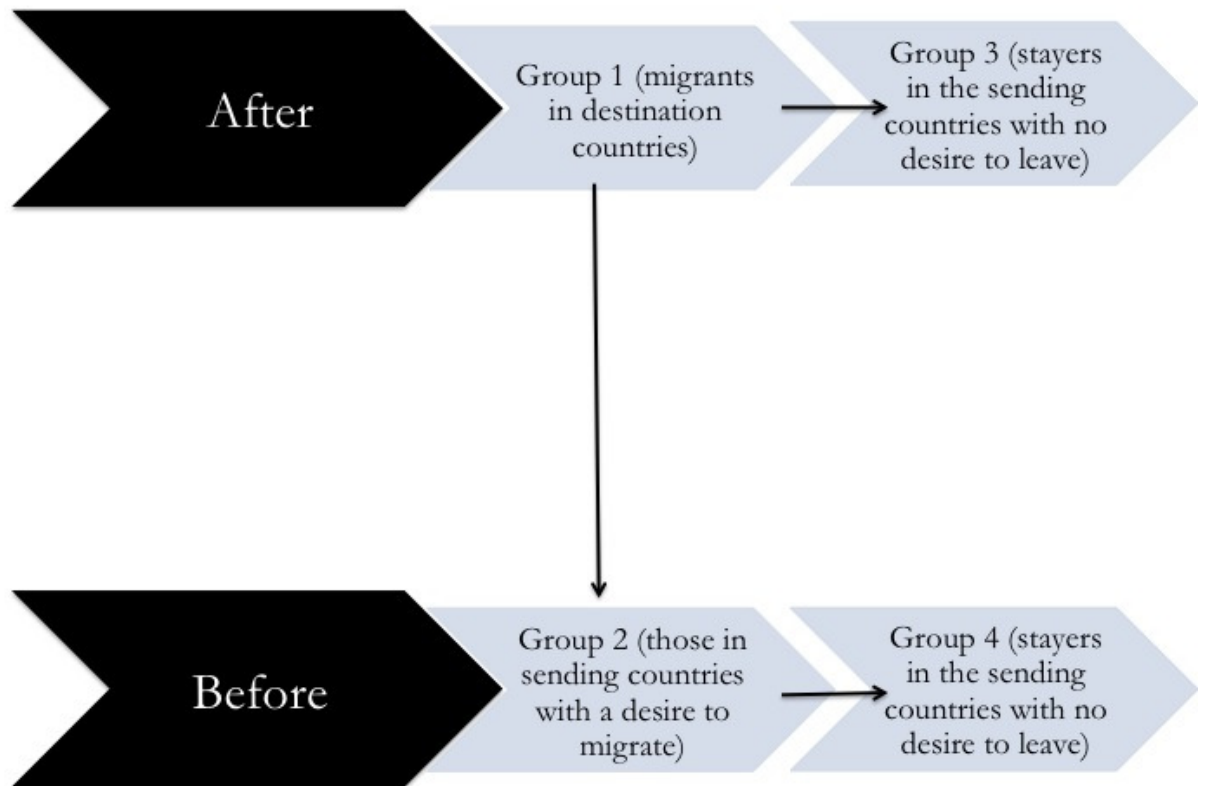 After
Group 1 (migrants
in destination
countries)
Group 3 (stayers
in the sending
countries with no
desire to leave)
Before
Group 2 (those in
sending countries
with a desire to
migrate)
Group 4 (stayers
in the sending
countries with no
desire to leave)